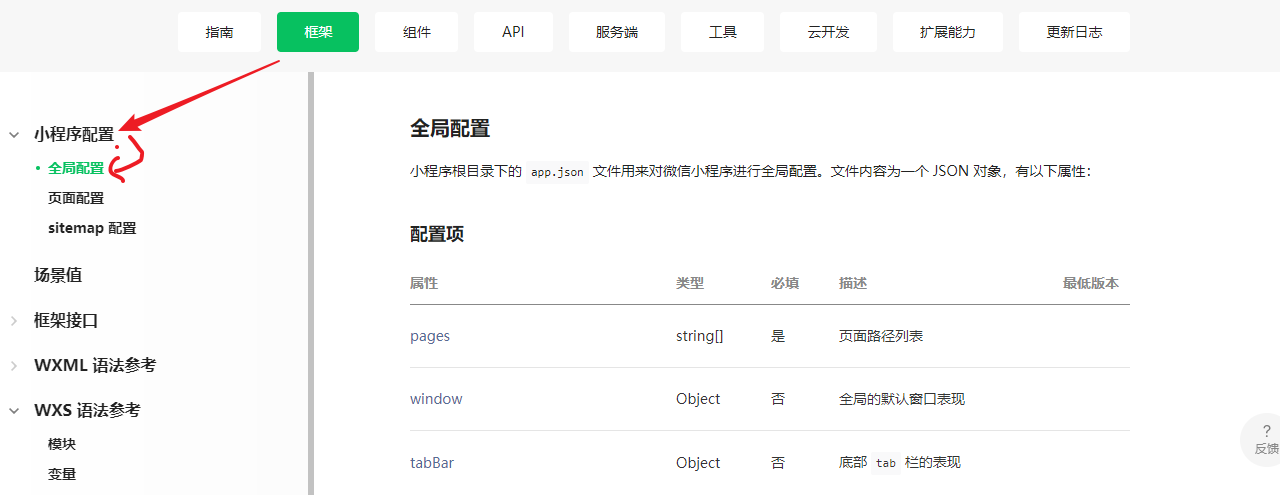 指南 框架 组件 API 服务端 工具 云开发 扩展能力 更新日志
小程序配置
全局配置
页面配置
sitemap 配置
场景值
框架接口
WXML 语法参考
WXS 语法参考
模块
变量
全局配置
小程序根目录下的 app.json 文件用来对微信小程序进行全局配置。文件内容为一个 JSON 对象，有以下属性：
配置项
属性 类型 必填 描述 最低版本
pages string[] 是 页面路径列表
window Object 否 全局的默认窗口表现
tabBar Object 否 底部 tab 栏的表现
?
反馈